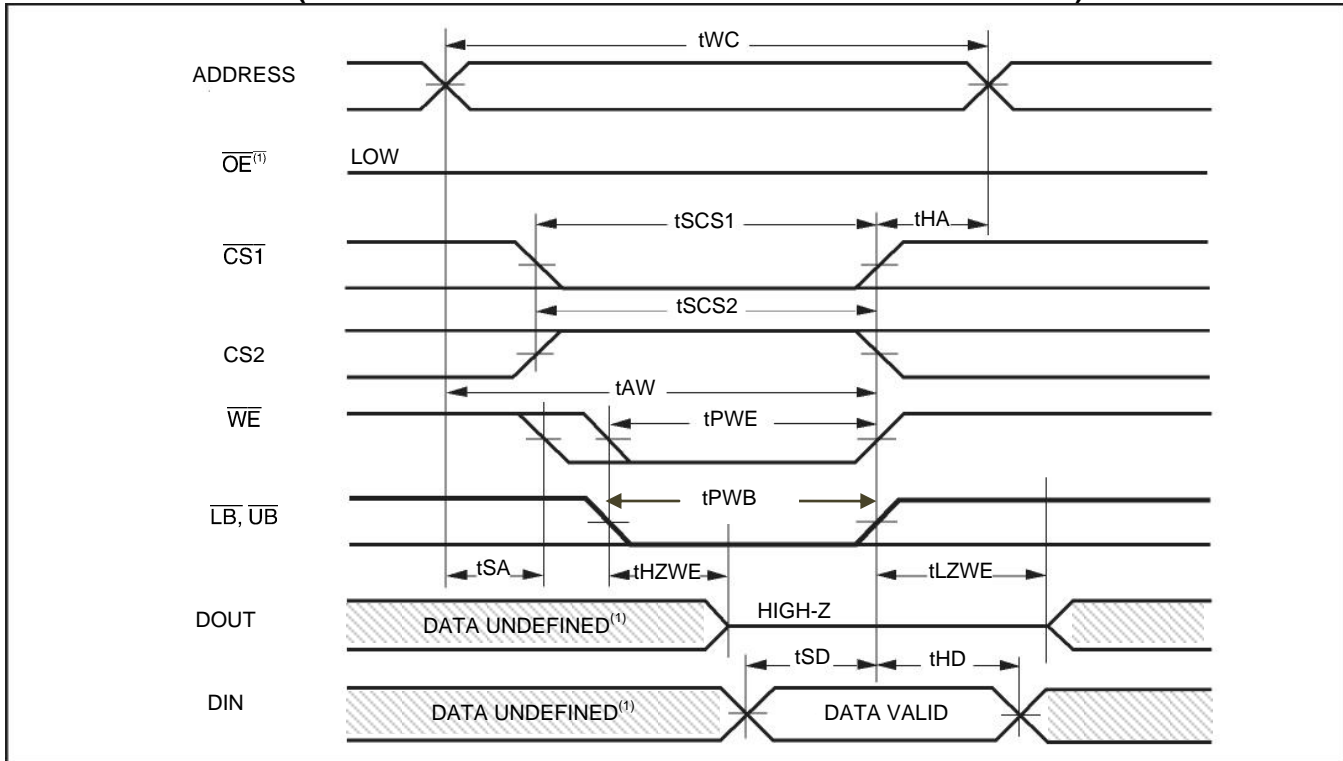 tWC
ADDRESS
OE(1) LOW
tSCS1 tHA
CS1
tSCS2
CS2
tAW
WE tPWE
tPWB
LB, UB
tSA tHZWE tLZWE
DOUT DATA UNDEFINED(1) HIGH-Z
tSD tHD
DIN DATA UNDEFINED(1) DATA VALID